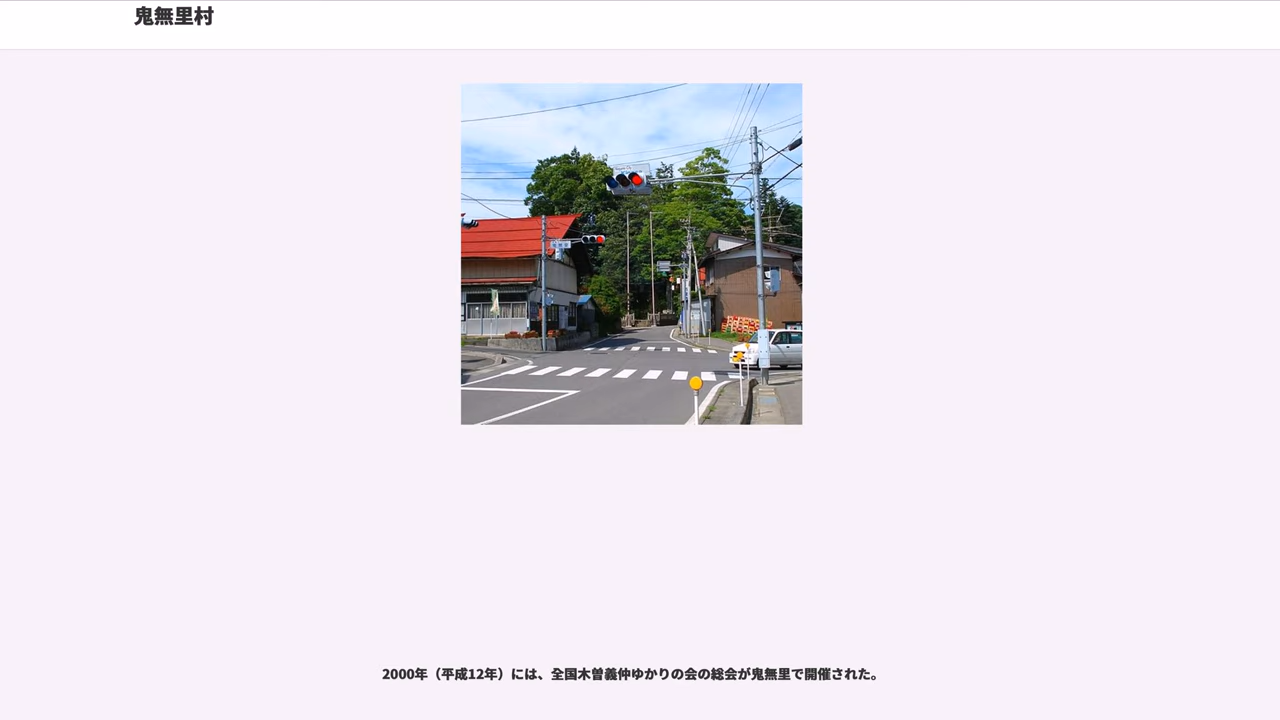 鬼無里村
2000年（平成12年）には、全国木曽義仲ゆかりの会の総会が鬼無里で開催された。